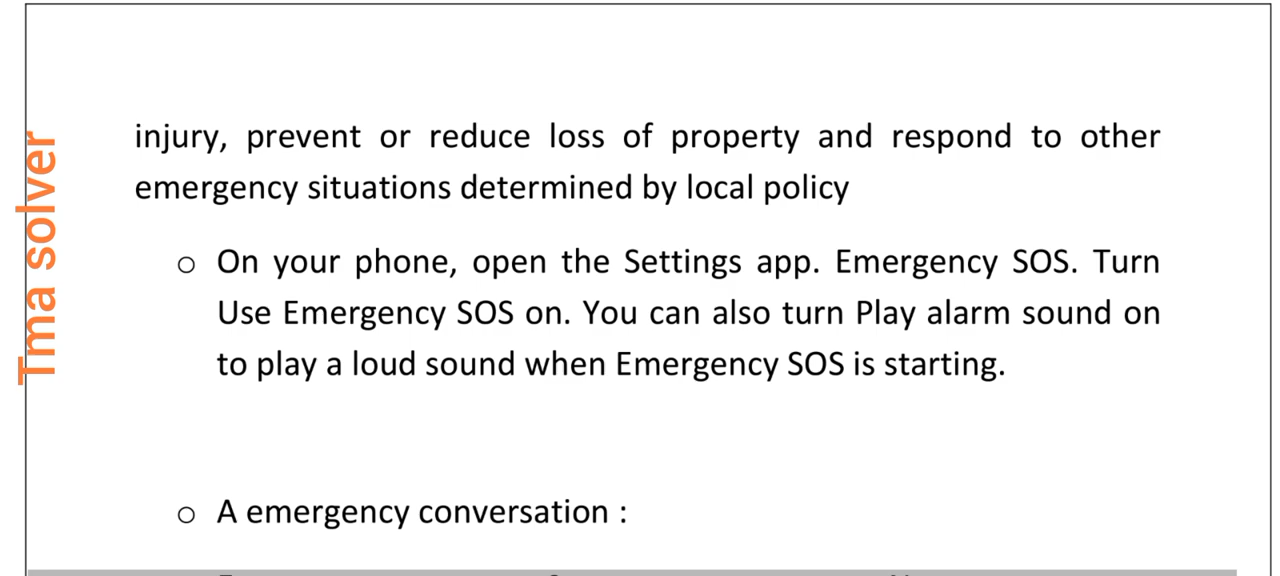 Tma solver
injury, prevent or reduce loss of property and respond to other
emergency situations determined by local policy
○ On your phone, open the Settings app. Emergency SOS. Turn
Use Emergency SOS on. You can also turn Play alarm sound on
to play a loud sound when Emergency SOS is starting.
○ A emergency conversation :